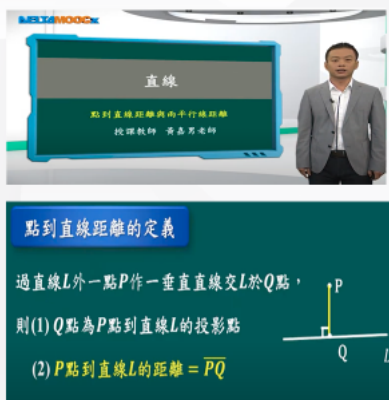 DELTAMOOCx
直線
點到直線距離與兩平行線距離
授課教師 黃嘉男老師
點到直線距離的定義
過直線L外一點P作一垂直直線交L於Q點，
則(1) Q點為P點到直線L的投影點
(2) P點到直線L的距離 = PQ
P
Q
L